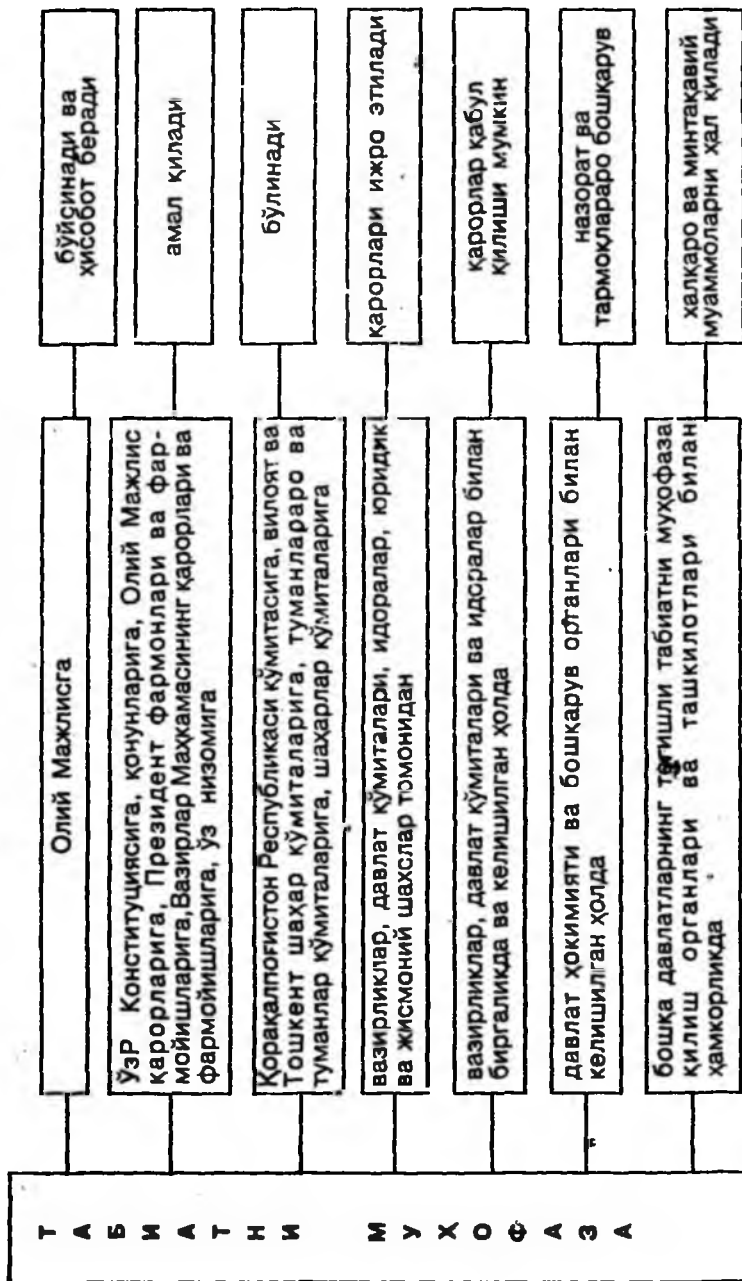 ТАБИАТНИ МУҲОФАЗА
Олий Мажлисга
бўйсинади ва
ҳисобот беради
ЎзР Конституциясига, қонунларига, Олий Мажлис
қарорларига, Президент фармонлари ва фар-
мойишларига,Вазирлар Маҳкамасининг қарорлари ва
фармойишларига, ўз низомига
амал қилади
Қорақалпоғистон Республикаси қўмитасига, вилоят ва
Тошкент шаҳар қўмиталарига, туманлараро ва
туманлар қўмиталарига, шаҳарлар қўмиталарига
бўлинади
вазирликлар, давлат қўмиталари, идоралар, юридик
ва жисмоний шахслар томонидан
қарорлари ижро этилади
вазирликлар, давлат қўмиталари ва идоралар билан
биргаликда ва келишилган ҳолда
қарорлар қабул
қилиши мумкин
давлат ҳокимияти ва бошқарув органлари билан
келишилган ҳолда
назорат ва
тармоқлараро бошқарув
бошқа давлатларнинг тегишли табиатни муҳофаза
қилиш органлари ва ташкилотлари билан
ҳамкорликда
халқаро ва минтақавий
муаммоларни ҳал қилади